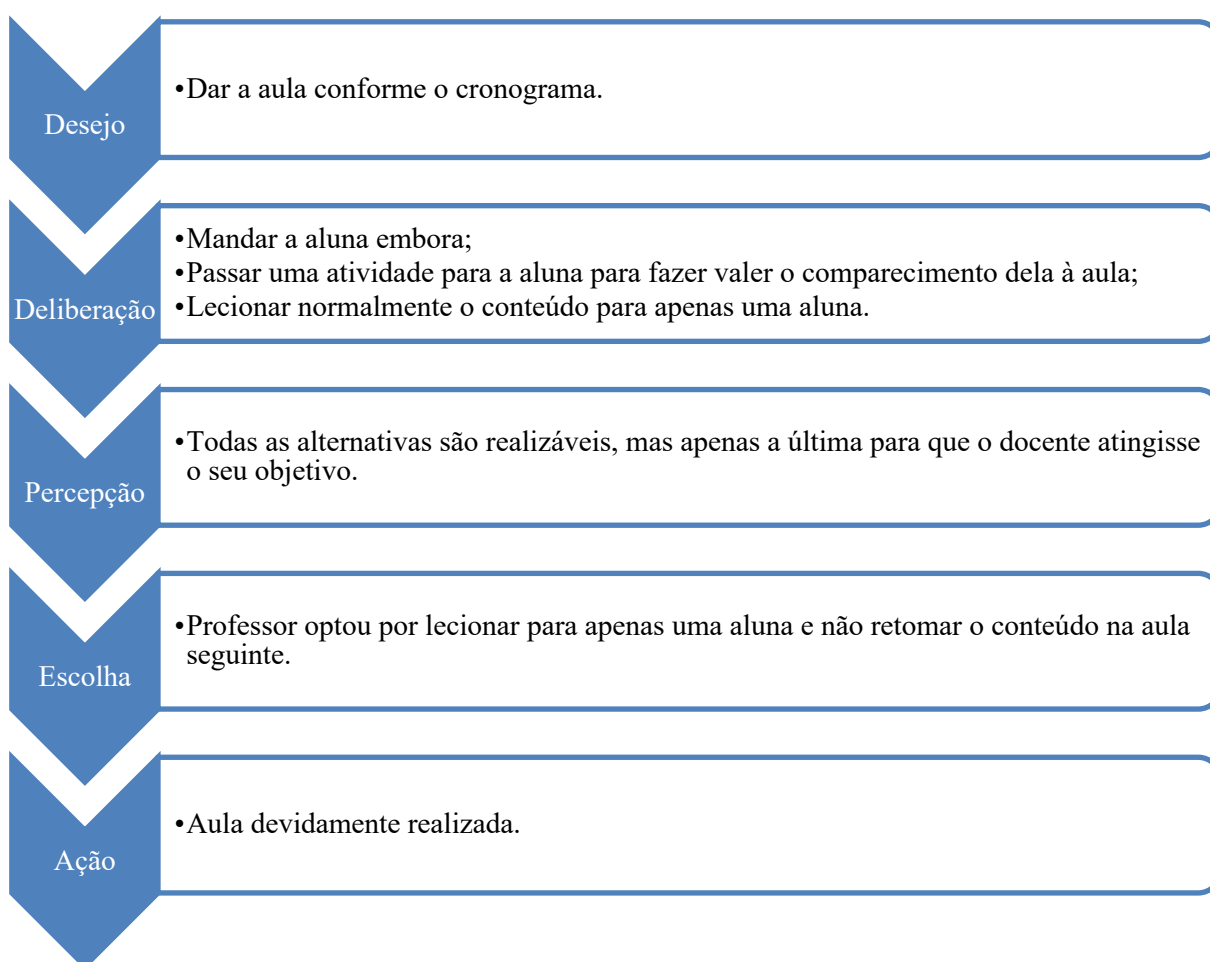 Desejo
•Dar a aula conforme o cronograma.
Deliberação
•Mandar a aluna embora;
•Passar uma atividade para a aluna para fazer valer o comparecimento dela à aula;
•Lecionar normalmente o conteúdo para apenas uma aluna.
Percepção
•Todas as alternativas são realizáveis, mas apenas a última para que o docente atingisse
o seu objetivo.
Escolha
•Professor optou por lecionar para apenas uma aluna e não retomar o conteúdo na aula
seguinte.
Ação
•Aula devidamente realizada.